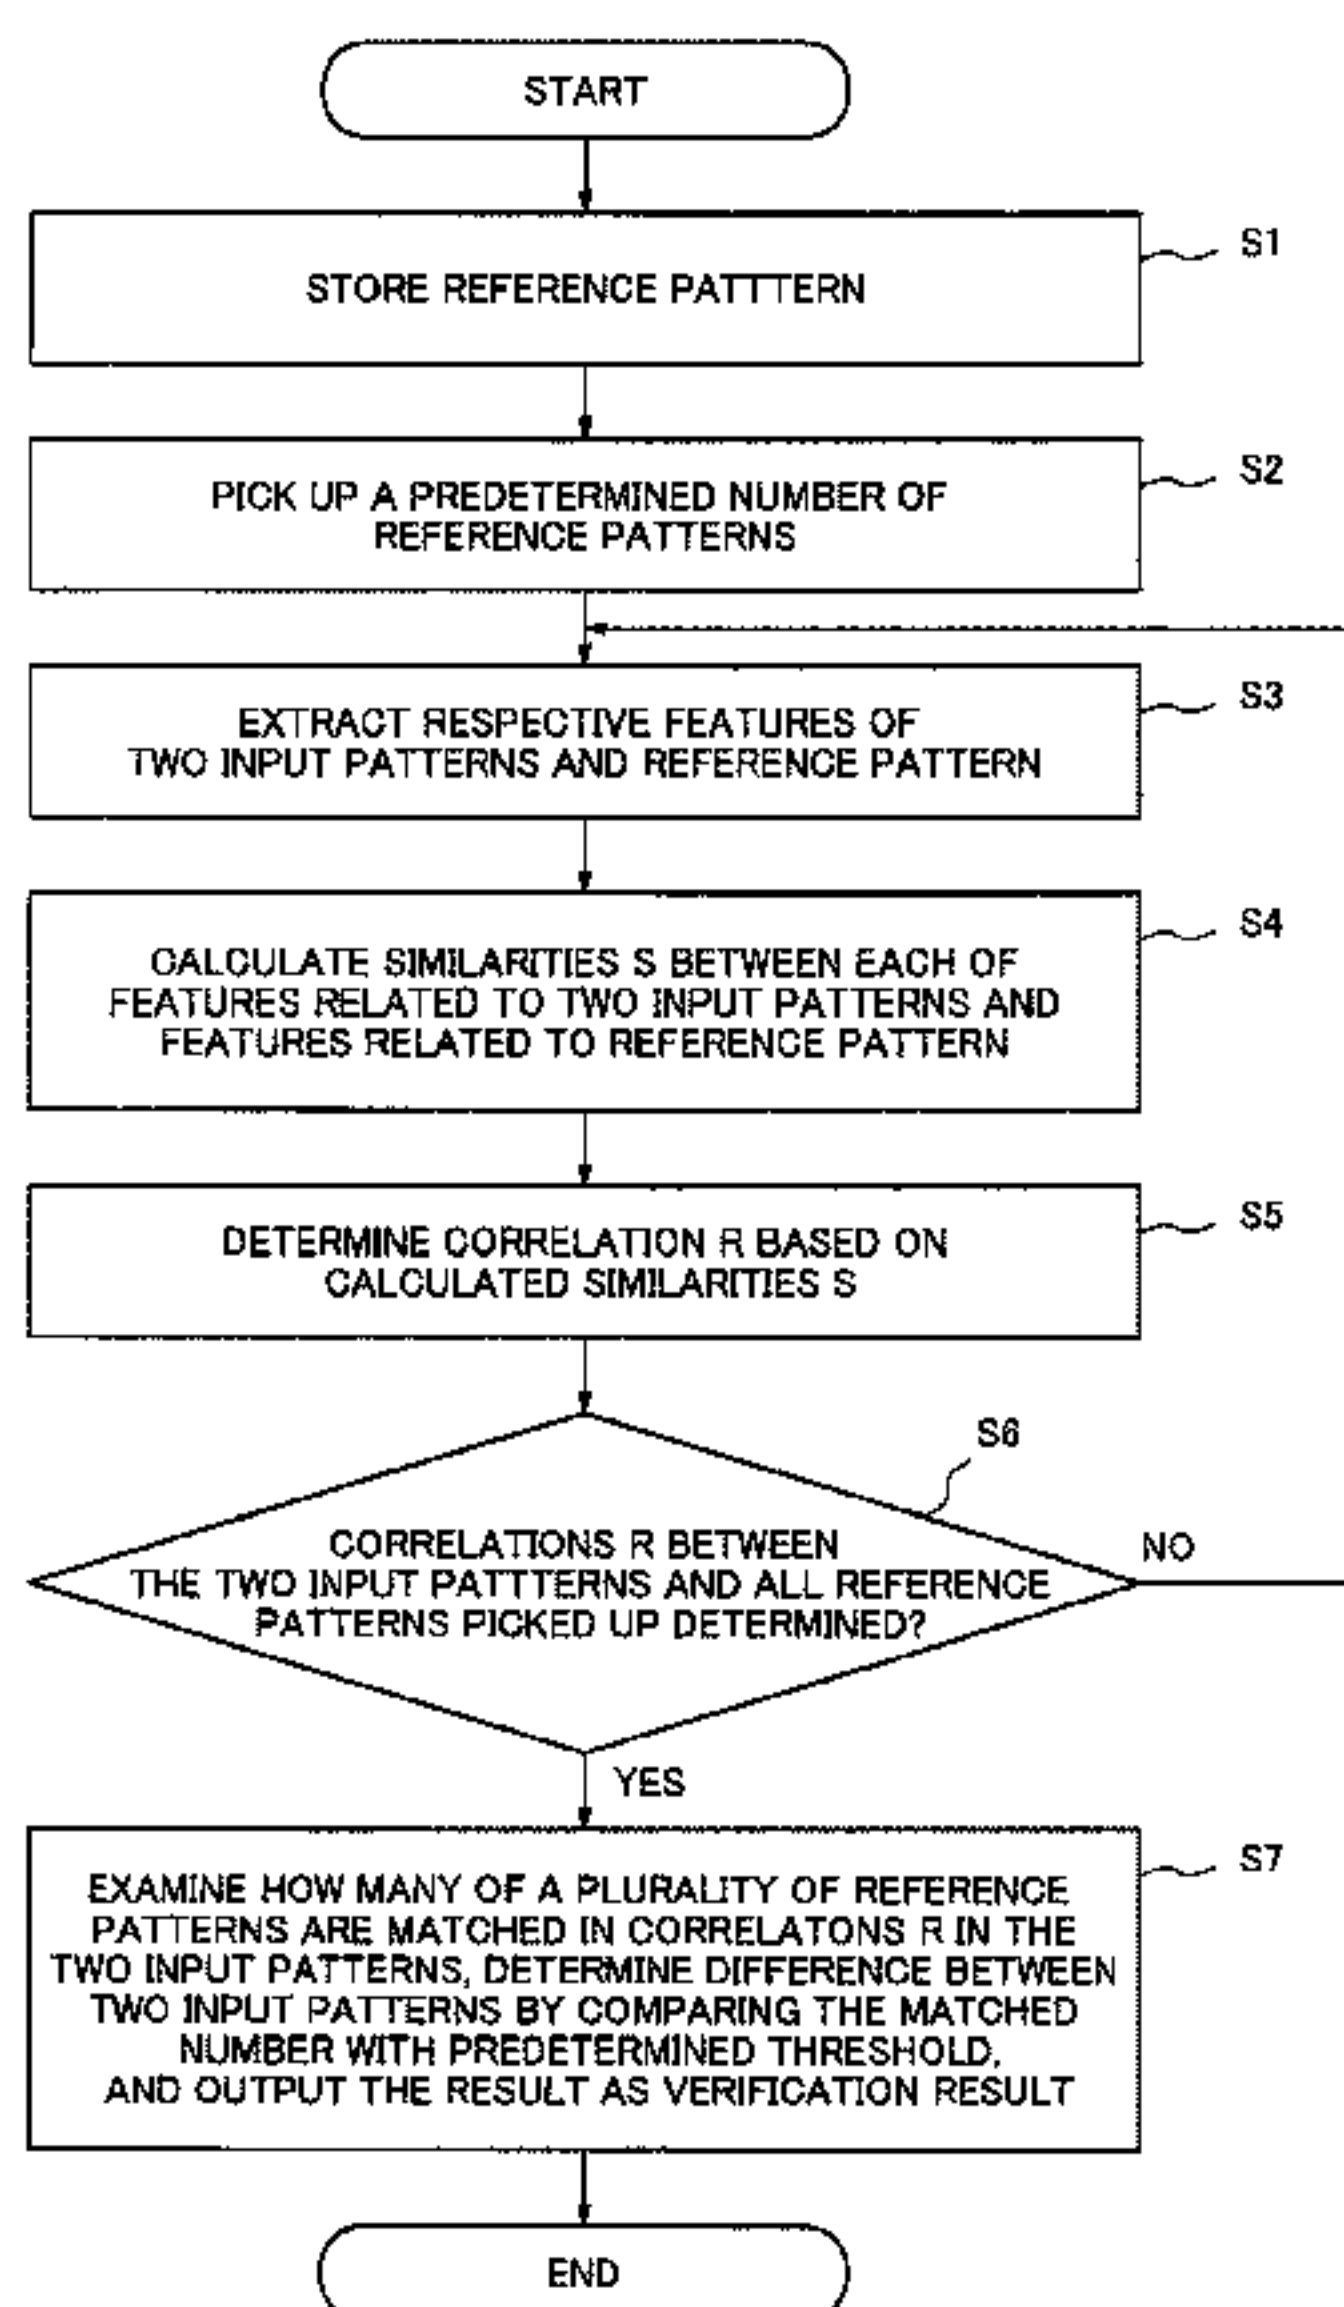 START
S1
STORE REFERENCE PATTTERN
S2
PICK UP A PREDETERMINED NUMBER OF
REFERENCE PATTERNS
S3
EXTRACT RESPECTIVE FEATURES OF
TWO INPUT PATTERNS AND REFERENCE PATTERN
S4
CALCULATE SIMILARITIES S BETWEEN EACH OF
FEATURES RELATED TO TWO INPUT PATTERNS AND
FEATURES RELATED TO REFERENCE PATTERN
S5
DETERMINE CORRELATION R BASED ON
CALCULATED SIMILARITIES S
S6
CORRELATIONS R BETWEEN
THE TWO INPUT PATTTERNS AND ALL REFERENCE
PATTERNS PICKED UP DETERMINED?
NO
YES
S7
EXAMINE HOW MANY OF A PLURALITY OF REFERENCE
PATTERNS ARE MATCHED IN CORRELATONS R IN THE
TWO INPUT PATTERNS, DETERMINE DIFFERENCE BETWEEN
TWO INPUT PATTERNS BY COMPARING THE MATCHED
NUMBER WITH PREDETERMINED THRESHOLD,
AND OUTPUT THE RESULT AS VERIFICATION RESULT
END